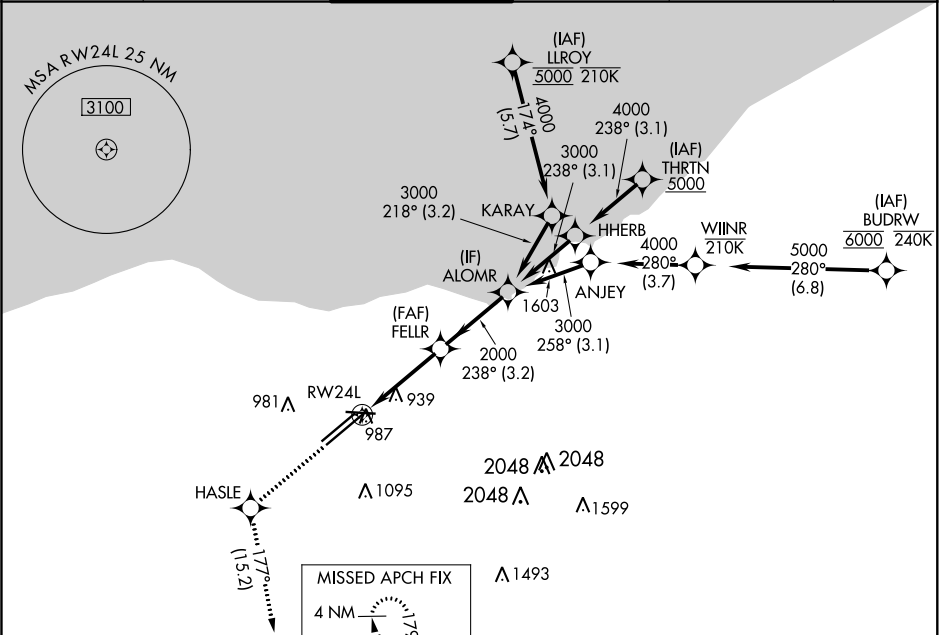 MSA RW24L 25 NM
3100
(IAF)
LLROY
5000 210K
4000
174°
(5.7)
4000
238° (3.1)
3000
238° (3.1)
(IAF)
THRTN
5000
3000
218° (3.2)
KARAY
HHERB
(IAF)
BUDRW
6000 240K
WIINR
210K
4000
280°
(3.7)
5000
280°
(6.8)
(IF)
ALOMR
1603
ANJEY
3000
258° (3.1)
(FAF)
FELLR
2000
238° (3.2)
RW24L
981
939
987
2048
2048
2048
1095
1599
HASLE
177°
(15.2)
1493
MISSED APCH FIX
4 NM
179